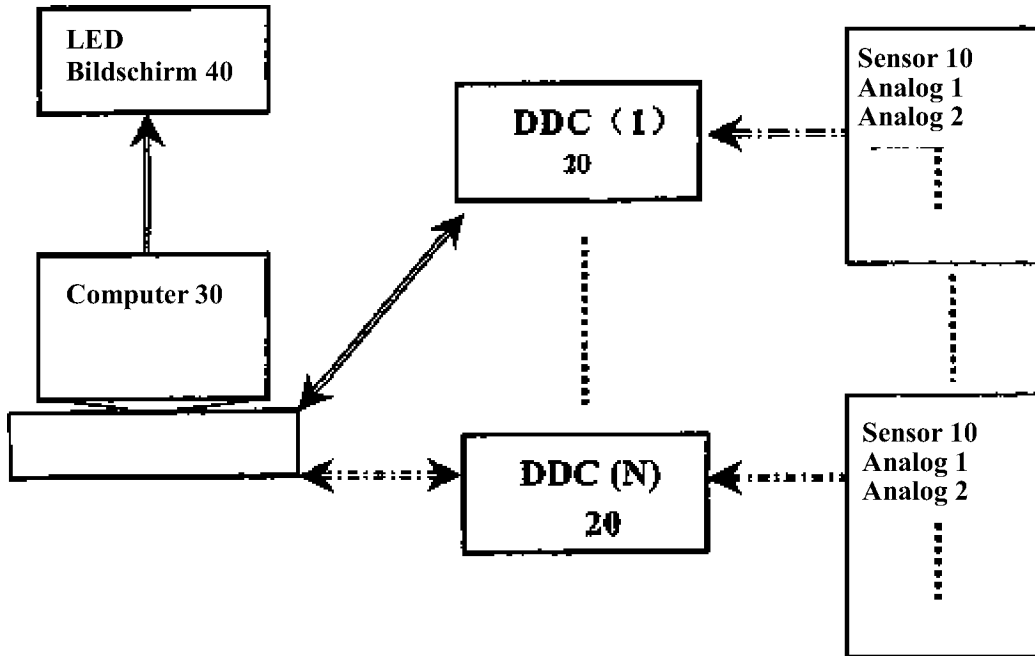 LED
Bildschirm 40
Computer 30
DDC (1)
20
DDC (N)
20
Sensor 10
Analog 1
Analog 2
Sensor 10
Analog 1
Analog 2